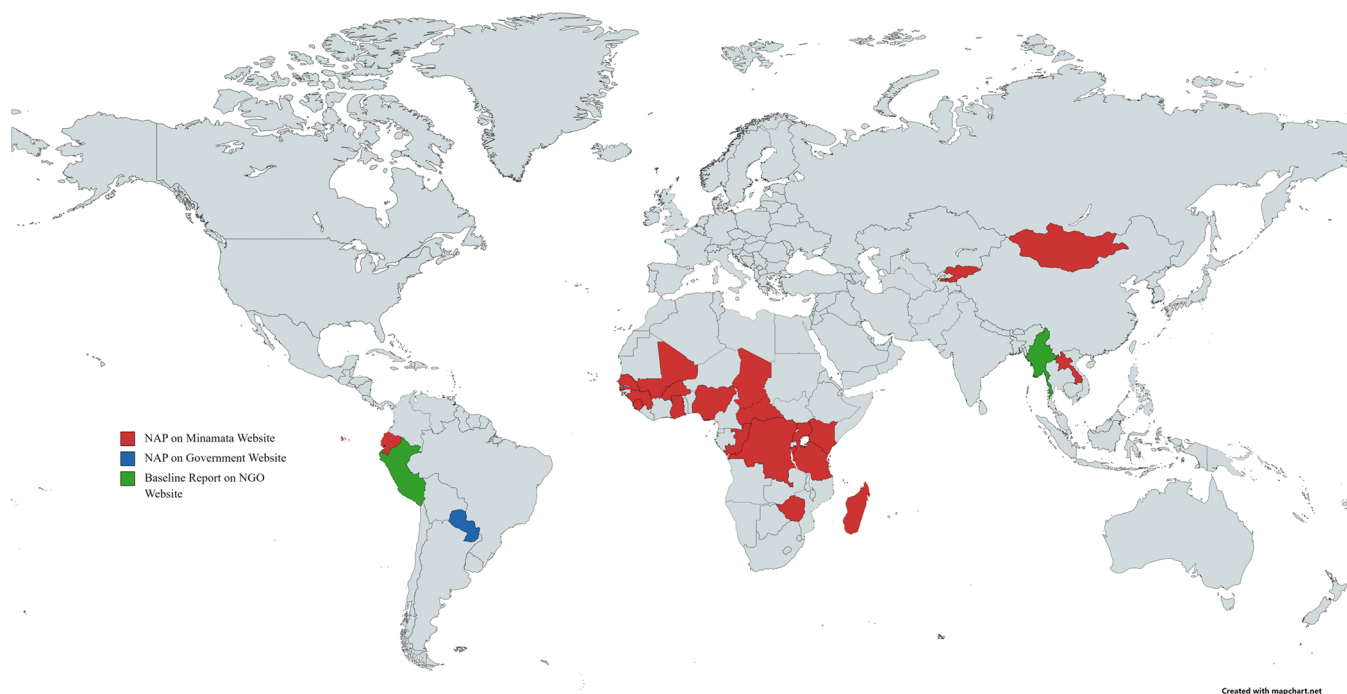 NAP on Minamata Website
NAP on Government Website
Baseline Report on NGO
Website
Created with mapchart.net